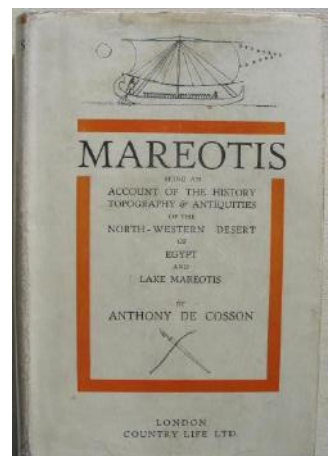 MAREOTIS
BEING AN
ACCOUNT OF THE HISTORY
TOPOGRAPHY & ANTIQUITIES
OF THE
NORTH-WESTERN DESERT
OF
EGYPT
AND
LAKE MAREOTIS
BY
ANTHONY DE COSSON
LONDON
COUNTRY LIFE LTD